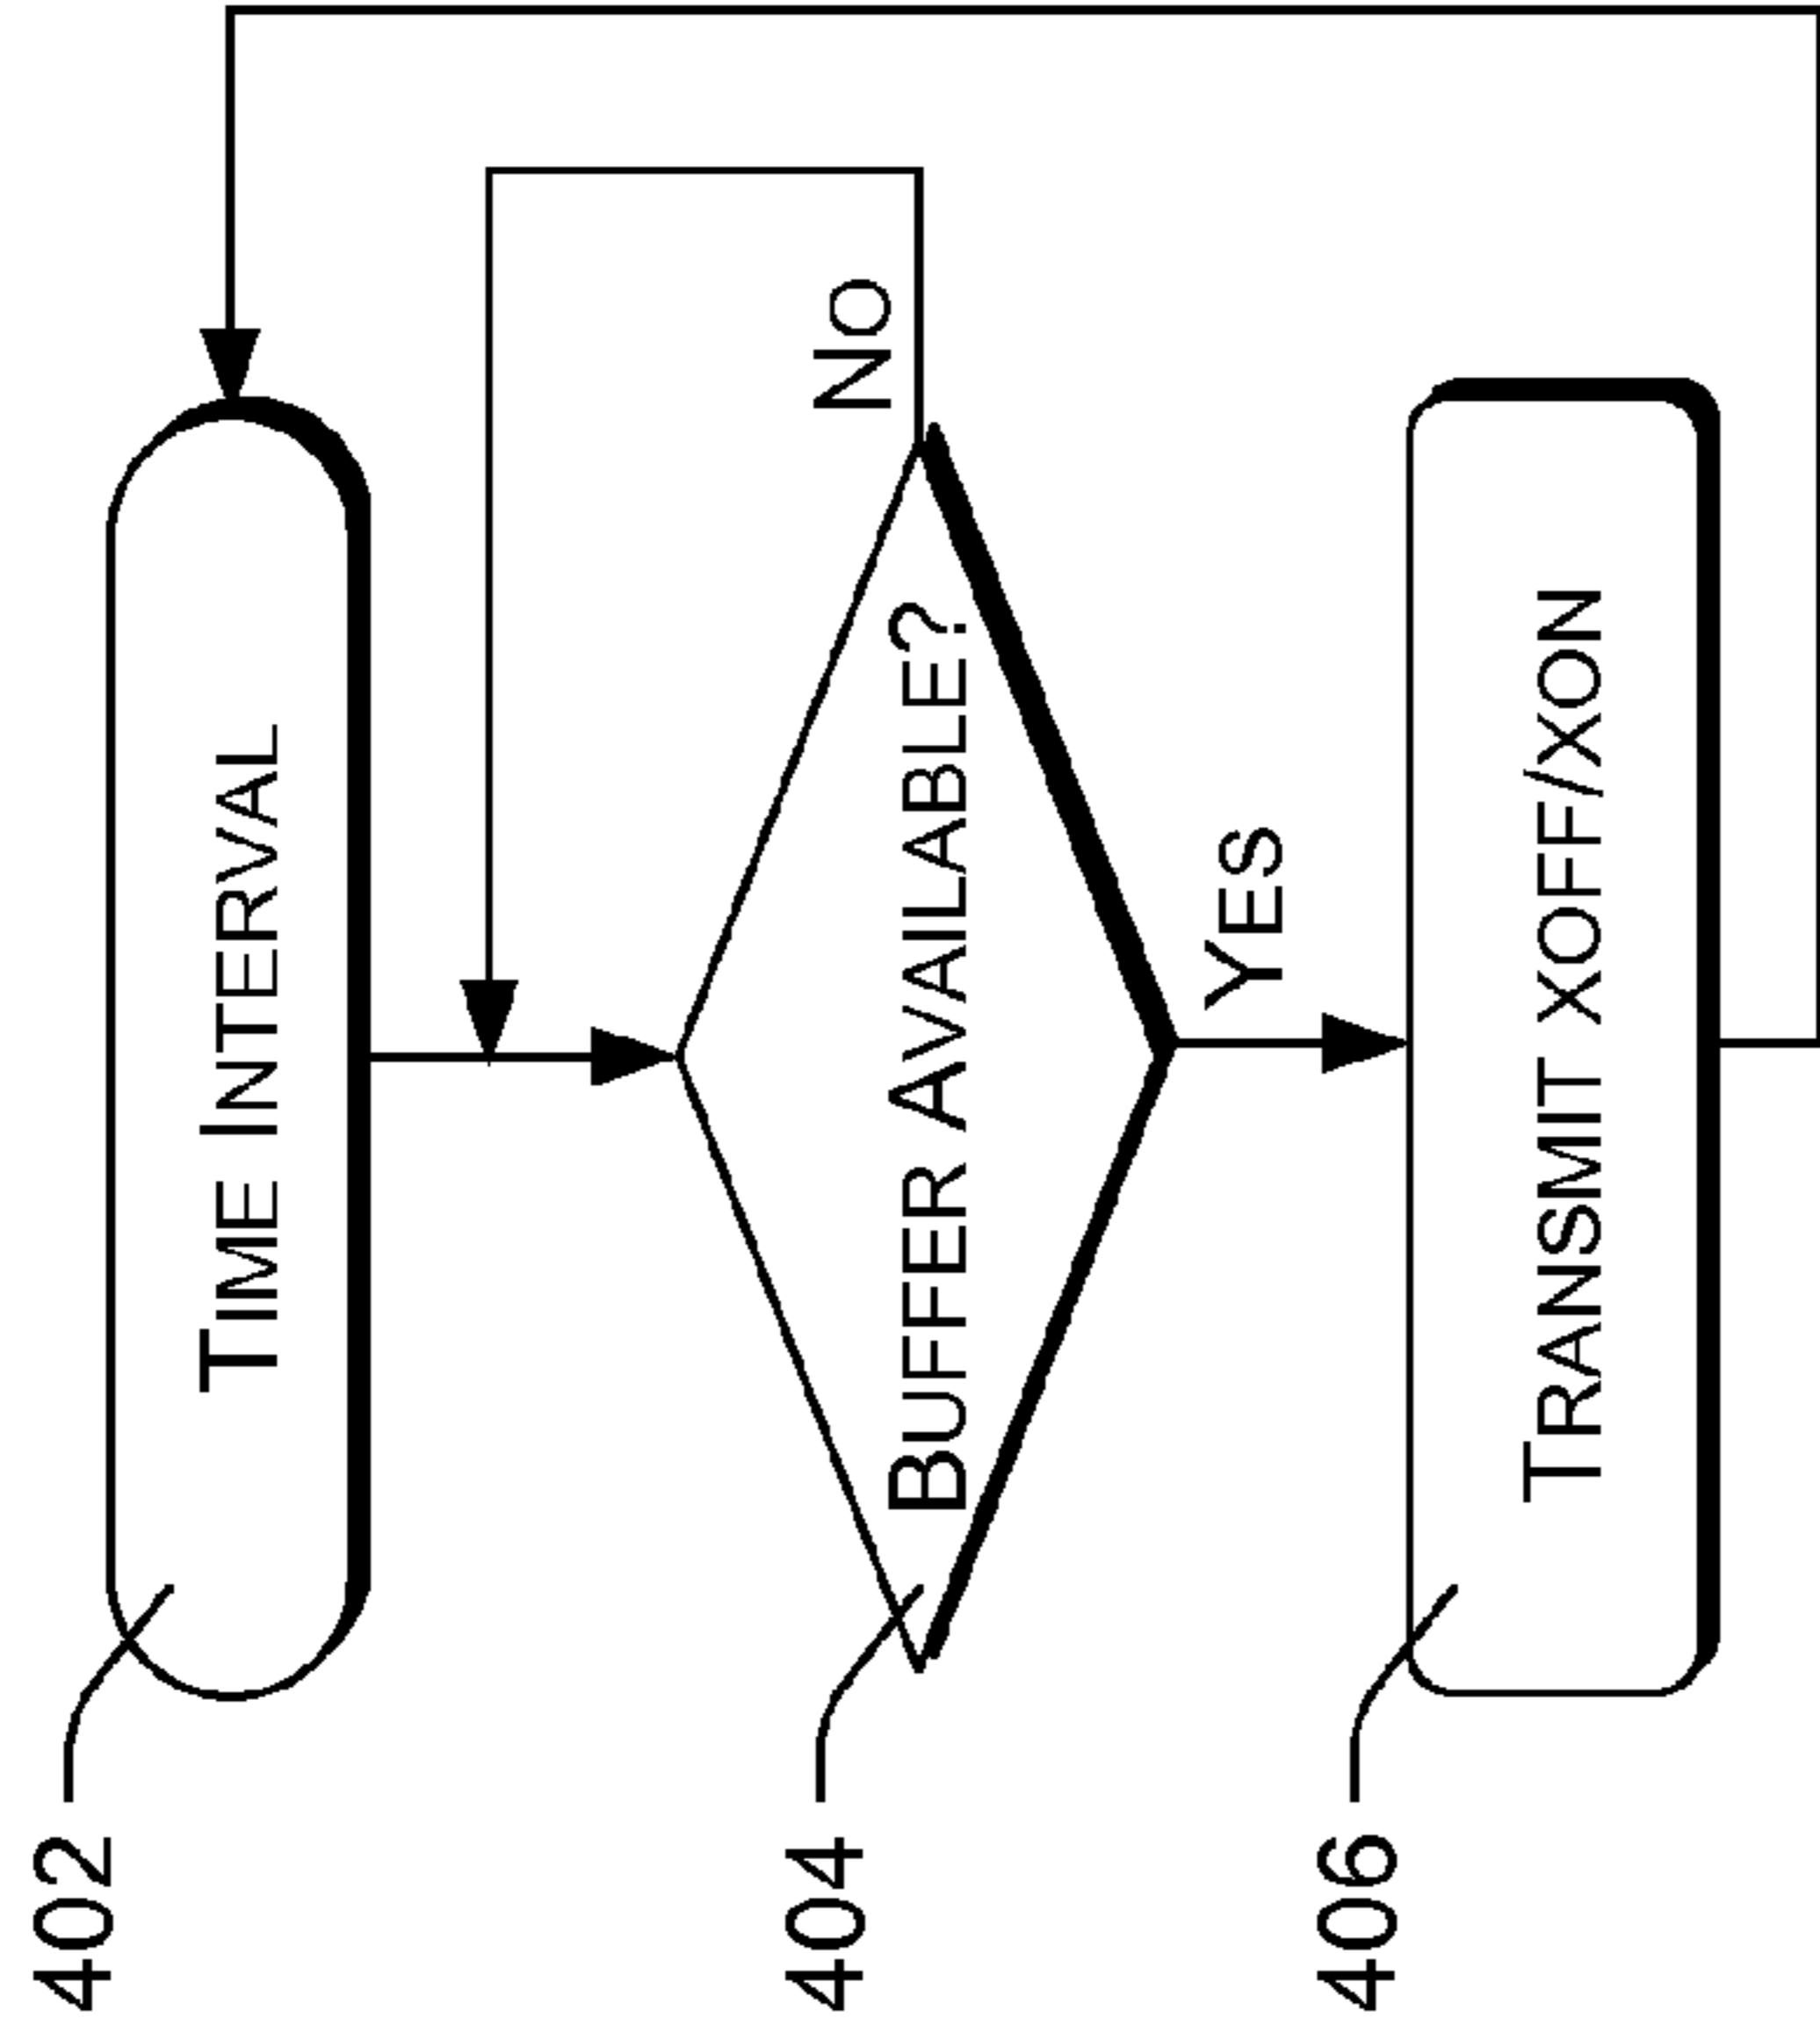 402
TIME INTERVAL
NO
404
BUFFER AVAILABLE?
YES
406
TRANSMIT XOFF/XON